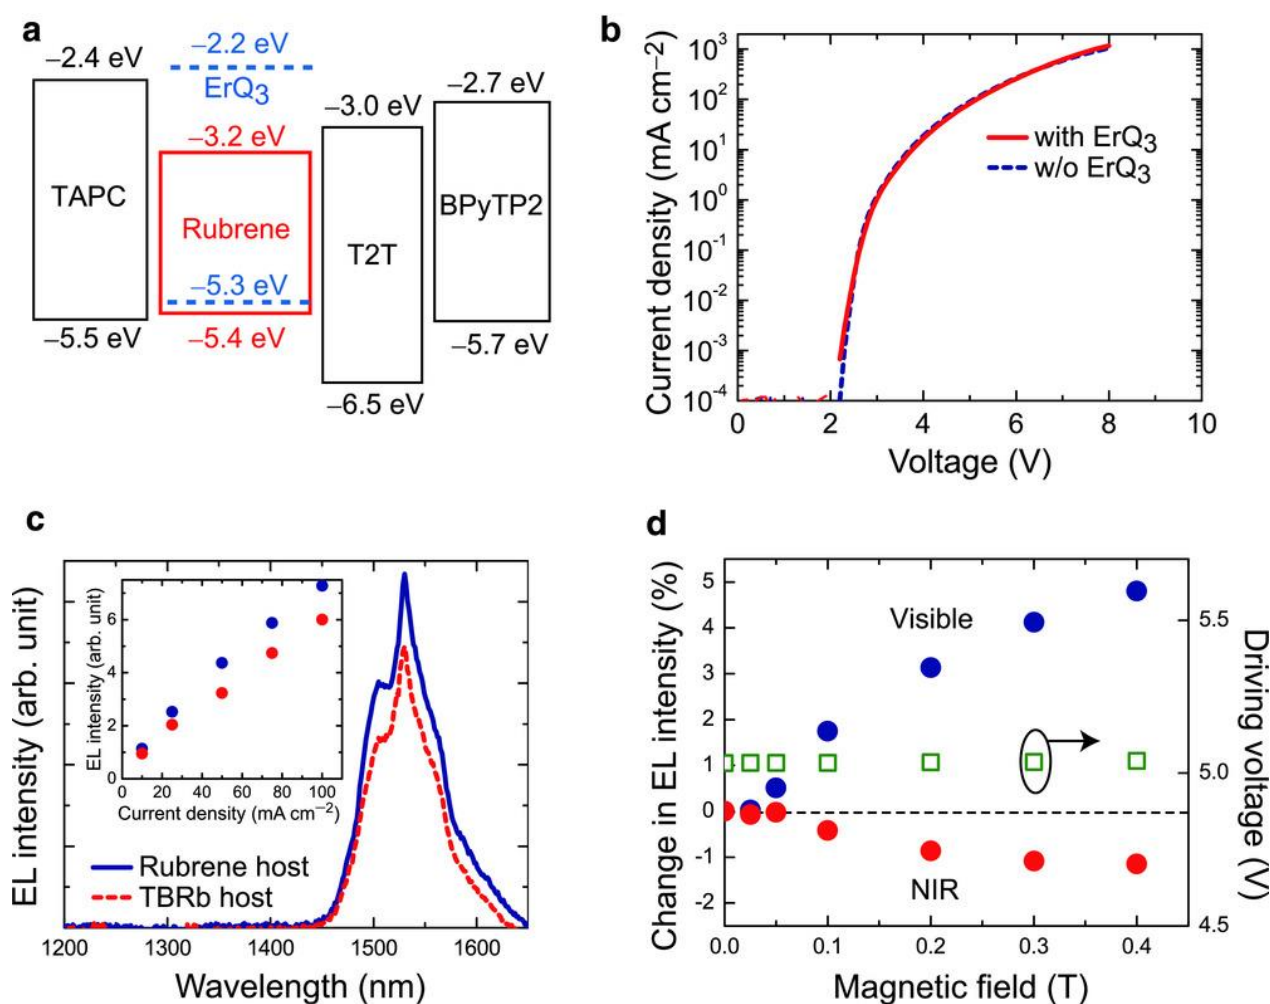 a
−2.4 eV
−2.2 eV
ErQ3
−3.2 eV
−3.0 eV
−2.7 eV
TAPC
Rubrene
T2T
BPyTP2
−5.3 eV
−5.5 eV
−5.4 eV
−5.7 eV
−6.5 eV
b
Current density (mA cm−2)
10^3
10^2
10^1
10^0
10^-1
10^-2
10^-3
10^-4
with ErQ3
w/o ErQ3
0 2 4 6 8 10
Voltage (V)
c
EL intensity (arb. unit)
EL intensity (arb. unit)
6
4
2
0
0 20 40 60 80 100
Current density (mA cm−2)
Rubrene host
TBRb host
1200 1300 1400 1500 1600
Wavelength (nm)
d
Change in EL intensity (%)
5
4
3
2
1
0
-1
-2
Visible
NIR
5.5
5.0
4.5
Driving voltage (V)
0.0 0.1 0.2 0.3 0.4
Magnetic field (T)